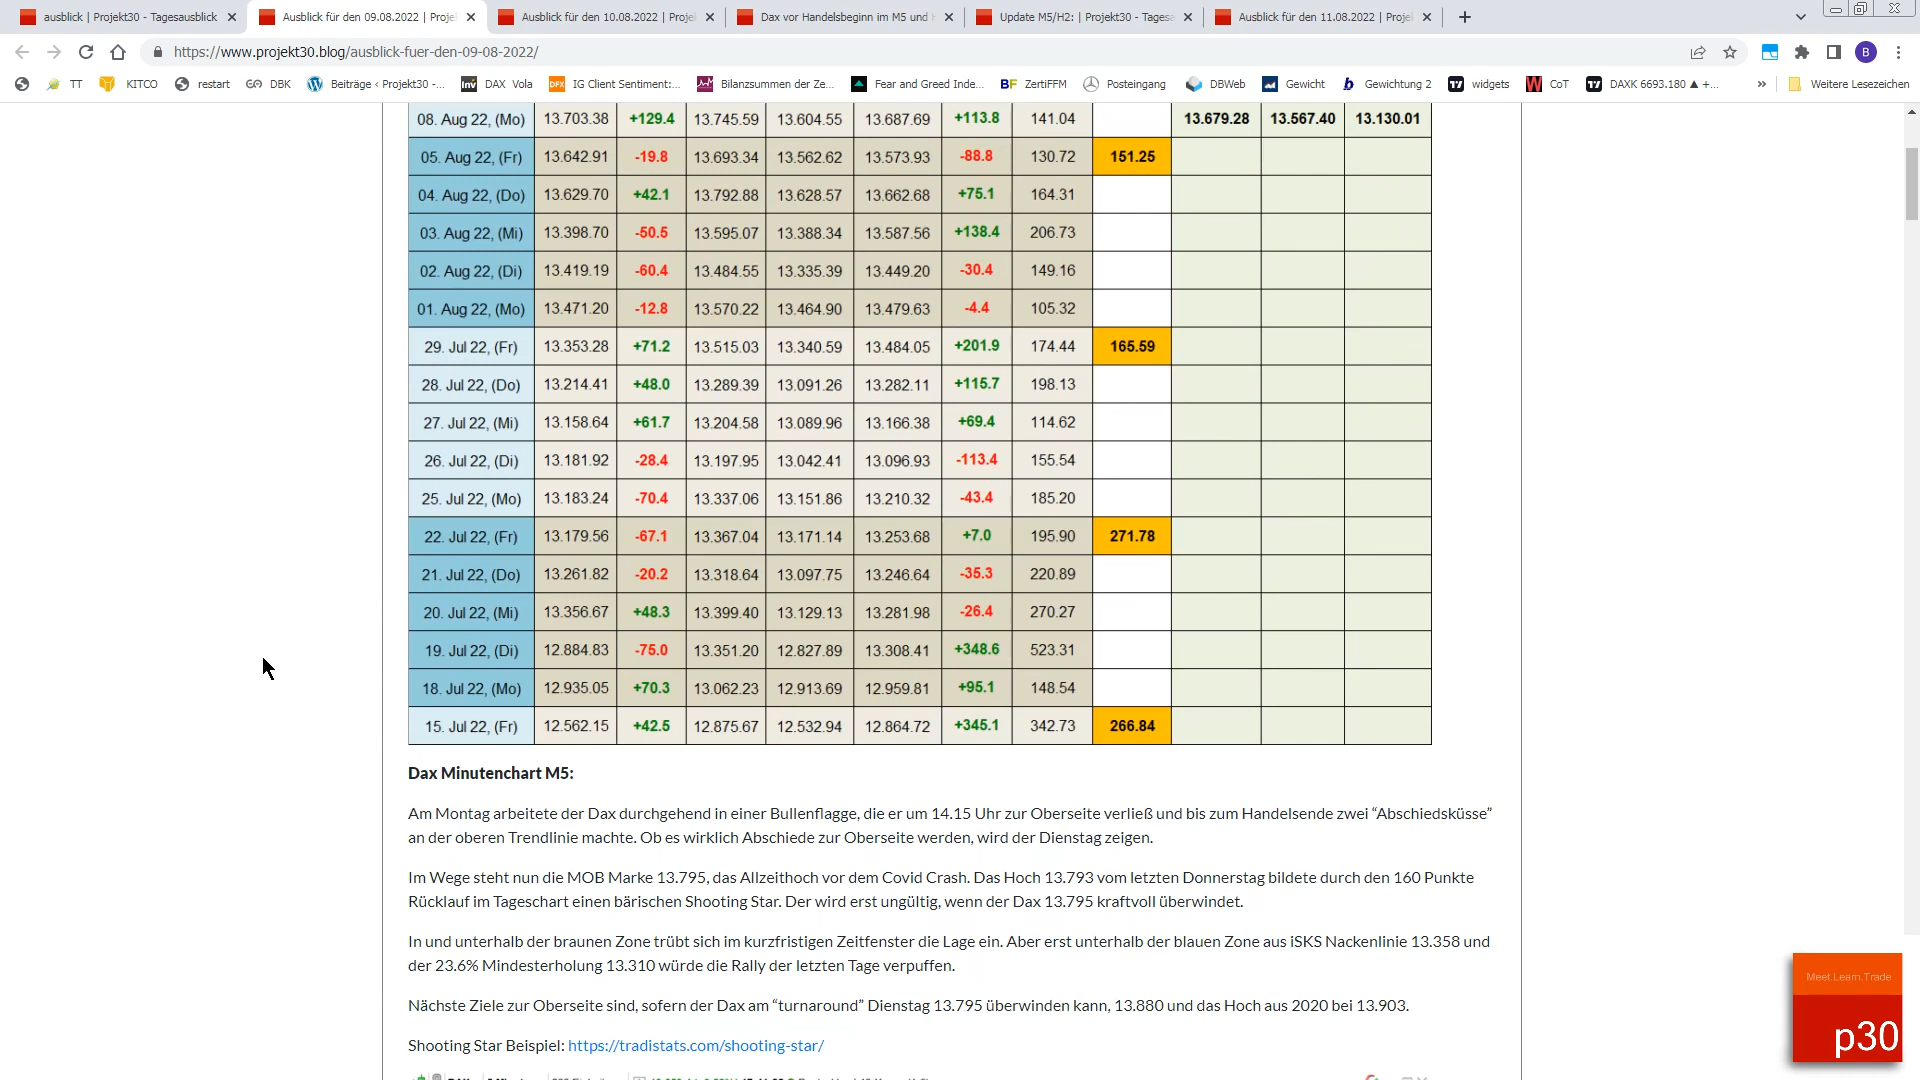 ausblick | Projekt30 - Tagesausblick
Ausblick für den 09.08.2022 | Proje
Ausblick für den 10.08.2022 | Proje
Dax vor Handelsbeginn im M5 und
Update M5/H2: | Projekt30 - Tagesa
Ausblick für den 11.08.2022 | Proje
https://www.projekt30.blog/ausblick-fuer-den-09-08-2022/
B
TT KITCO restart DBK Beiträge ‹ Projekt30 -... DAX Vola IG Client Sentiment:... Bilanzsummen der Ze... Fear and Greed Inde... BF ZertiFFM Posteingang DBWeb Gewicht Gewichtung 2 widgets CoT DAXK 6693.180 ▲ +... » Weitere Lesezeichen
08. Aug 22, (Mo) 13.703.38 +129.4 13.745.59 13.604.55 13.687.69 +113.8 141.04 13.679.28 13.567.40 13.130.01
05. Aug 22, (Fr) 13.642.91 -19.8 13.693.34 13.562.62 13.573.93 -88.8 130.72 151.25
04. Aug 22, (Do) 13.629.70 +42.1 13.792.88 13.628.57 13.662.68 +75.1 164.31
03. Aug 22, (Mi) 13.398.70 -50.5 13.595.07 13.388.34 13.587.56 +138.4 206.73
02. Aug 22, (Di) 13.419.19 -60.4 13.484.55 13.335.39 13.449.20 -30.4 149.16
01. Aug 22, (Mo) 13.471.20 -12.8 13.570.22 13.464.90 13.479.63 -4.4 105.32
29. Jul 22, (Fr) 13.353.28 +71.2 13.515.03 13.340.59 13.484.05 +201.9 174.44 165.59
28. Jul 22, (Do) 13.214.41 +48.0 13.289.39 13.091.26 13.282.11 +115.7 198.13
27. Jul 22, (Mi) 13.158.64 +61.7 13.204.58 13.089.96 13.166.38 +69.4 114.62
26. Jul 22, (Di) 13.181.92 -28.4 13.197.95 13.042.41 13.096.93 -113.4 155.54
25. Jul 22, (Mo) 13.183.24 -70.4 13.337.06 13.151.86 13.210.32 -43.4 185.20
22. Jul 22, (Fr) 13.179.56 -67.1 13.367.04 13.171.14 13.253.68 +7.0 195.90 271.78
21. Jul 22, (Do) 13.261.82 -20.2 13.318.64 13.097.75 13.246.64 -35.3 220.89
20. Jul 22, (Mi) 13.356.67 +48.3 13.399.40 13.129.13 13.281.98 -26.4 270.27
19. Jul 22, (Di) 12.884.83 -75.0 13.351.20 12.827.89 13.308.41 +348.6 523.31
18. Jul 22, (Mo) 12.935.05 +70.3 13.062.23 12.913.69 12.959.81 +95.1 148.54
15. Jul 22, (Fr) 12.562.15 +42.5 12.875.67 12.532.94 12.864.72 +345.1 342.73 266.84
Dax Minutenchart M5:
Am Montag arbeitete der Dax durchgehend in einer Bullenflagge, die er um 14.15 Uhr zur Oberseite verließ und bis zum Handelsende zwei “Abschiedsküsse”
an der oberen Trendlinie machte. Ob es wirklich Abschiede zur Oberseite werden, wird der Dienstag zeigen.
Im Wege steht nun die MOB Marke 13.795, das Allzeithoch vor dem Covid Crash. Das Hoch 13.793 vom letzten Donnerstag bildete durch den 160 Punkte
Rücklauf im Tageschart einen bärischen Shooting Star. Der wird erst ungültig, wenn der Dax 13.795 kraftvoll überwindet.
In und unterhalb der braunen Zone trübt sich im kurzfristigen Zeitfenster die Lage ein. Aber erst unterhalb der blauen Zone aus iSKS Nackenlinie 13.358 und
der 23.6% Mindesterholung 13.310 würde die Rally der letzten Tage verpuffen.
Nächste Ziele zur Oberseite sind, sofern der Dax am “turnaround” Dienstag 13.795 überwinden kann, 13.880 und das Hoch aus 2020 bei 13.903.
Shooting Star Beispiel: https://tradistats.com/shooting-star/
Meet.Learn.Trade
p30